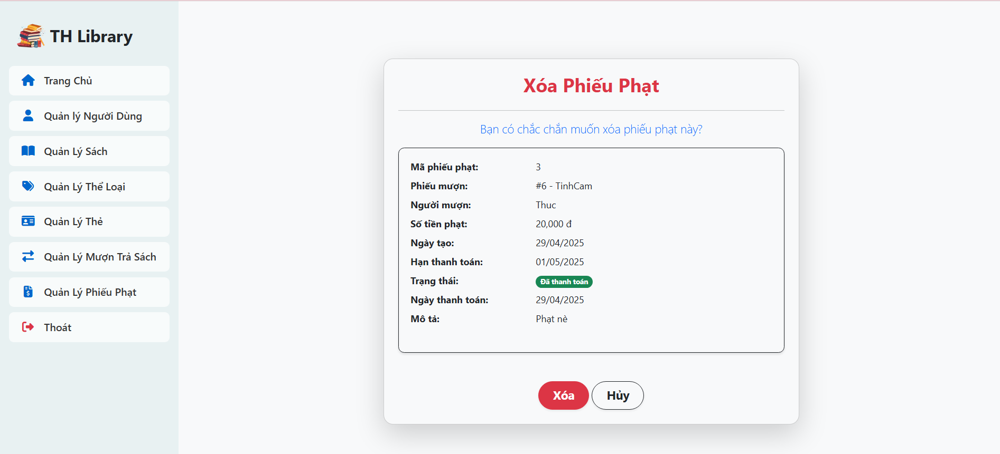 TH Library
Trang Chủ
Quản lý Người Dùng
Quản Lý Sách
Quản Lý Thể Loại
Quản Lý Thẻ
Quản Lý Mượn Trả Sách
Quản Lý Phiếu Phạt
Thoát
Xóa Phiếu Phạt
Bạn có chắc chắn muốn xóa phiếu phạt này?
Mã phiếu phạt: 3
Phiếu mượn: #6 - TinhCam
Người mượn: Thuc
Số tiền phạt: 20,000 đ
Ngày tạo: 29/04/2025
Hạn thanh toán: 01/05/2025
Trạng thái: Đã thanh toán
Ngày thanh toán: 29/04/2025
Mô tả: Phạt nè
Xóa Hủy